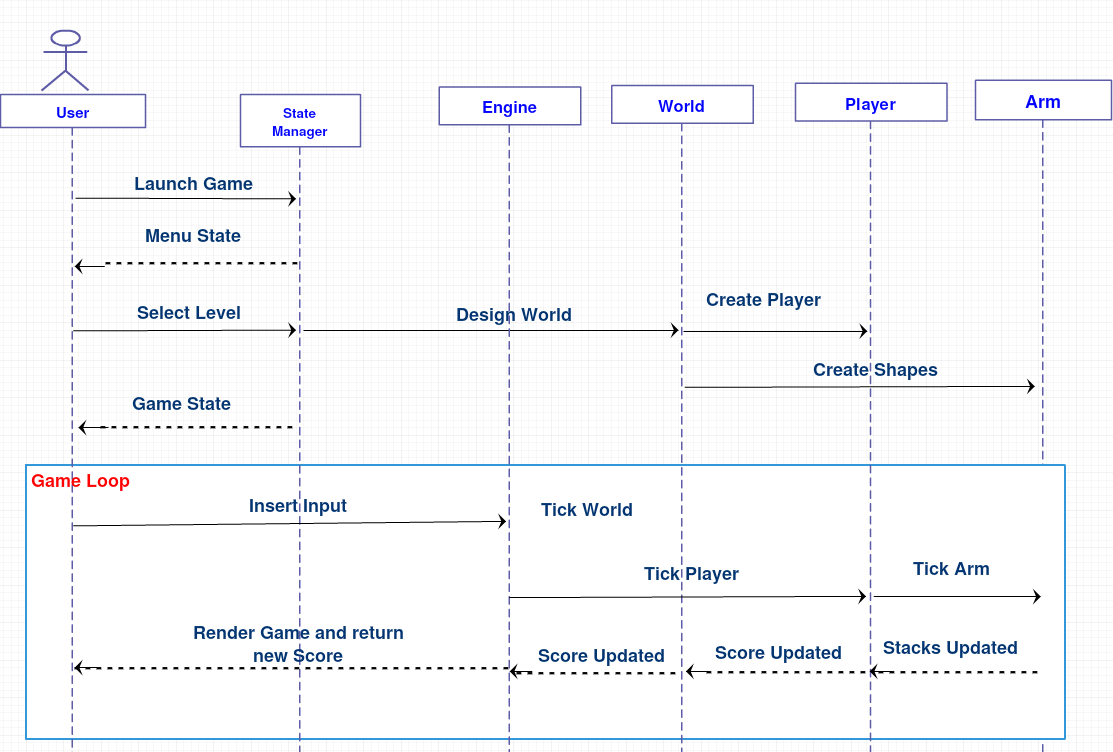 User
State
Manager
Engine
World
Player
Arm
Launch Game
Menu State
Create Player
Select Level
Design World
Create Shapes
Game State
Game Loop
Insert Input
Tick World
Tick Player
Tick Arm
Render Game and return
new Score
Score Updated
Score Updated
Stacks Updated